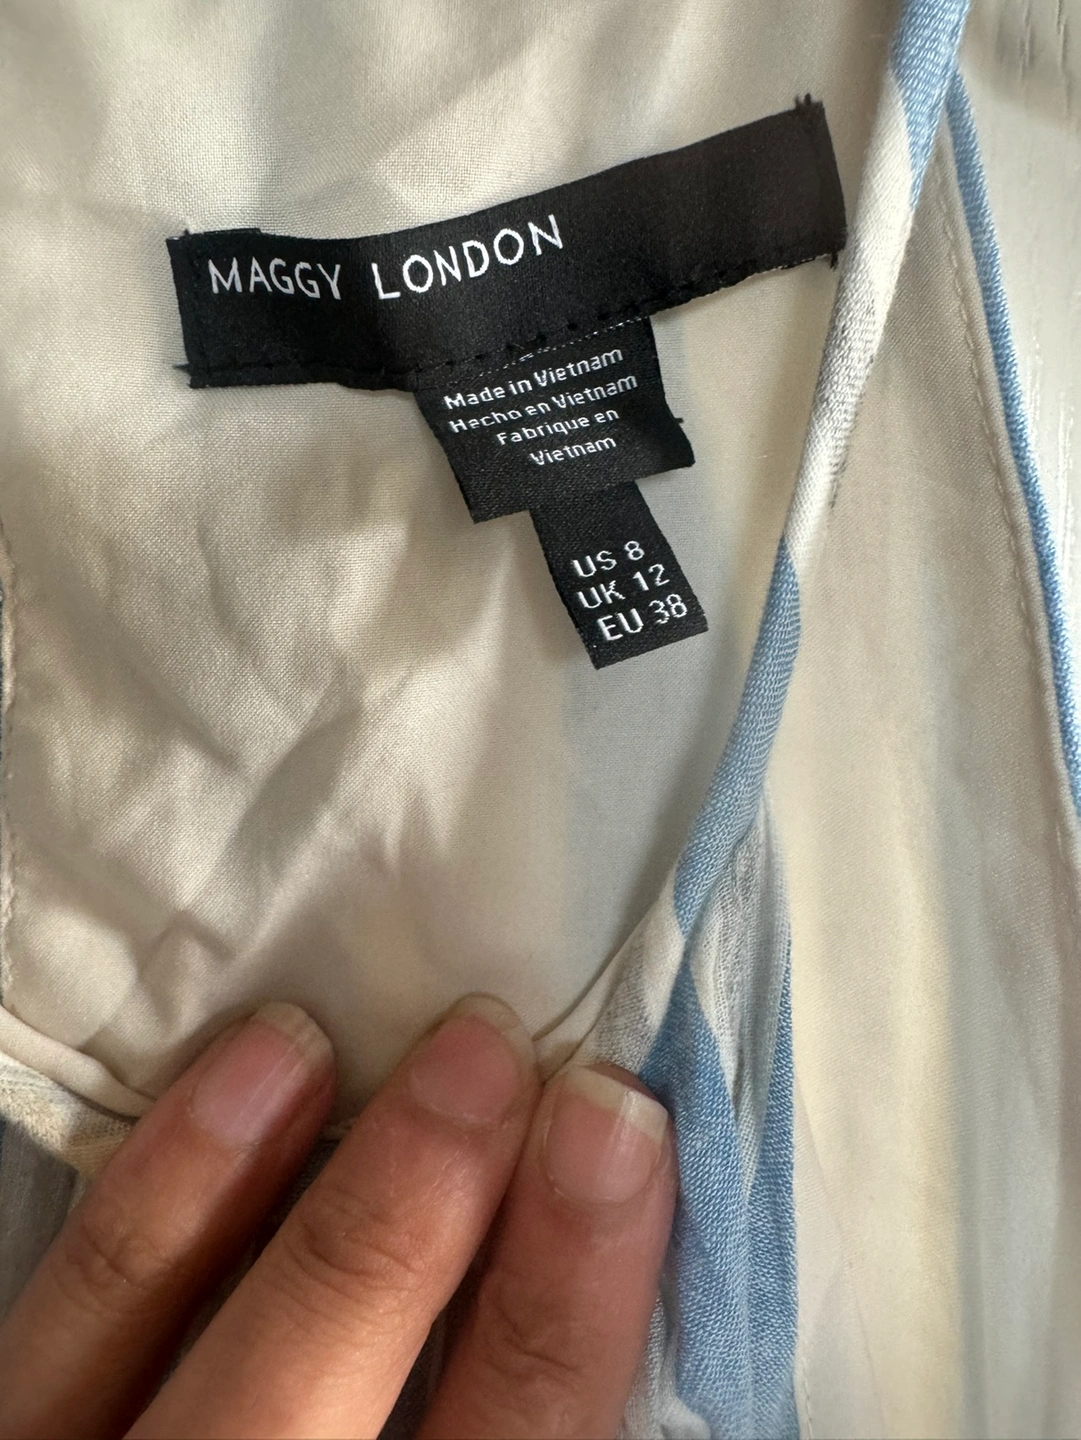 MAGGY LONDON
Made in Vietnam
Hecho en Vietnam
Fabrique en
Vietnam
US 8
UK 12
EU 38